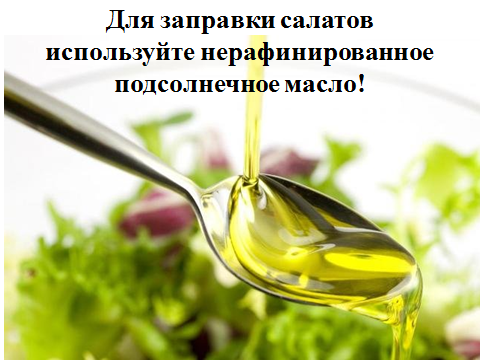 Для заправки салатов
используйте нерафинированное
подсолнечное масло!